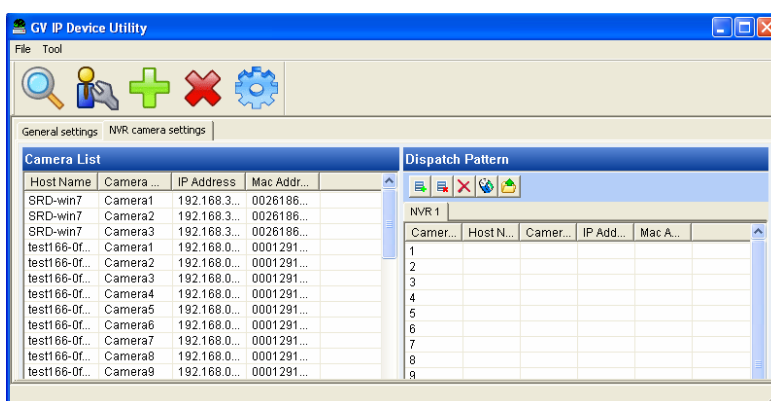 GV IP Device Utility
File Tool
General settings NVR camera settings
Camera List
Host Name Camera ... IP Address Mac Addr...
SRD-win7 Camera1 192.168.3... 0026186...
SRD-win7 Camera2 192.168.3... 0026186...
SRD-win7 Camera3 192.168.3... 0026186...
test166-0f... Camera1 192.168.0... 0001291...
test166-0f... Camera2 192.168.0... 0001291...
test166-0f... Camera3 192.168.0... 0001291...
test166-0f... Camera4 192.168.0... 0001291...
test166-0f... Camera5 192.168.0... 0001291...
test166-0f... Camera6 192.168.0... 0001291...
test166-0f... Camera7 192.168.0... 0001291...
test166-0f... Camera8 192.168.0... 0001291...
test166-0f... Camera9 192.168.0... 0001291...
Dispatch Pattern
NVR 1
Camer... Host N... Camer... IP Add... Mac A...
1
2
3
4
5
6
7
8
9